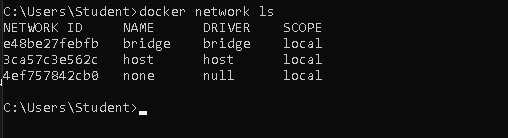 C:\Users\Student>docker network ls
NETWORK ID     NAME      DRIVER    SCOPE
e48be27febfb   bridge    bridge    local
3ca57c3e562c   host      host      local
4ef757842cb0   none      null      local
C:\Users\Student>